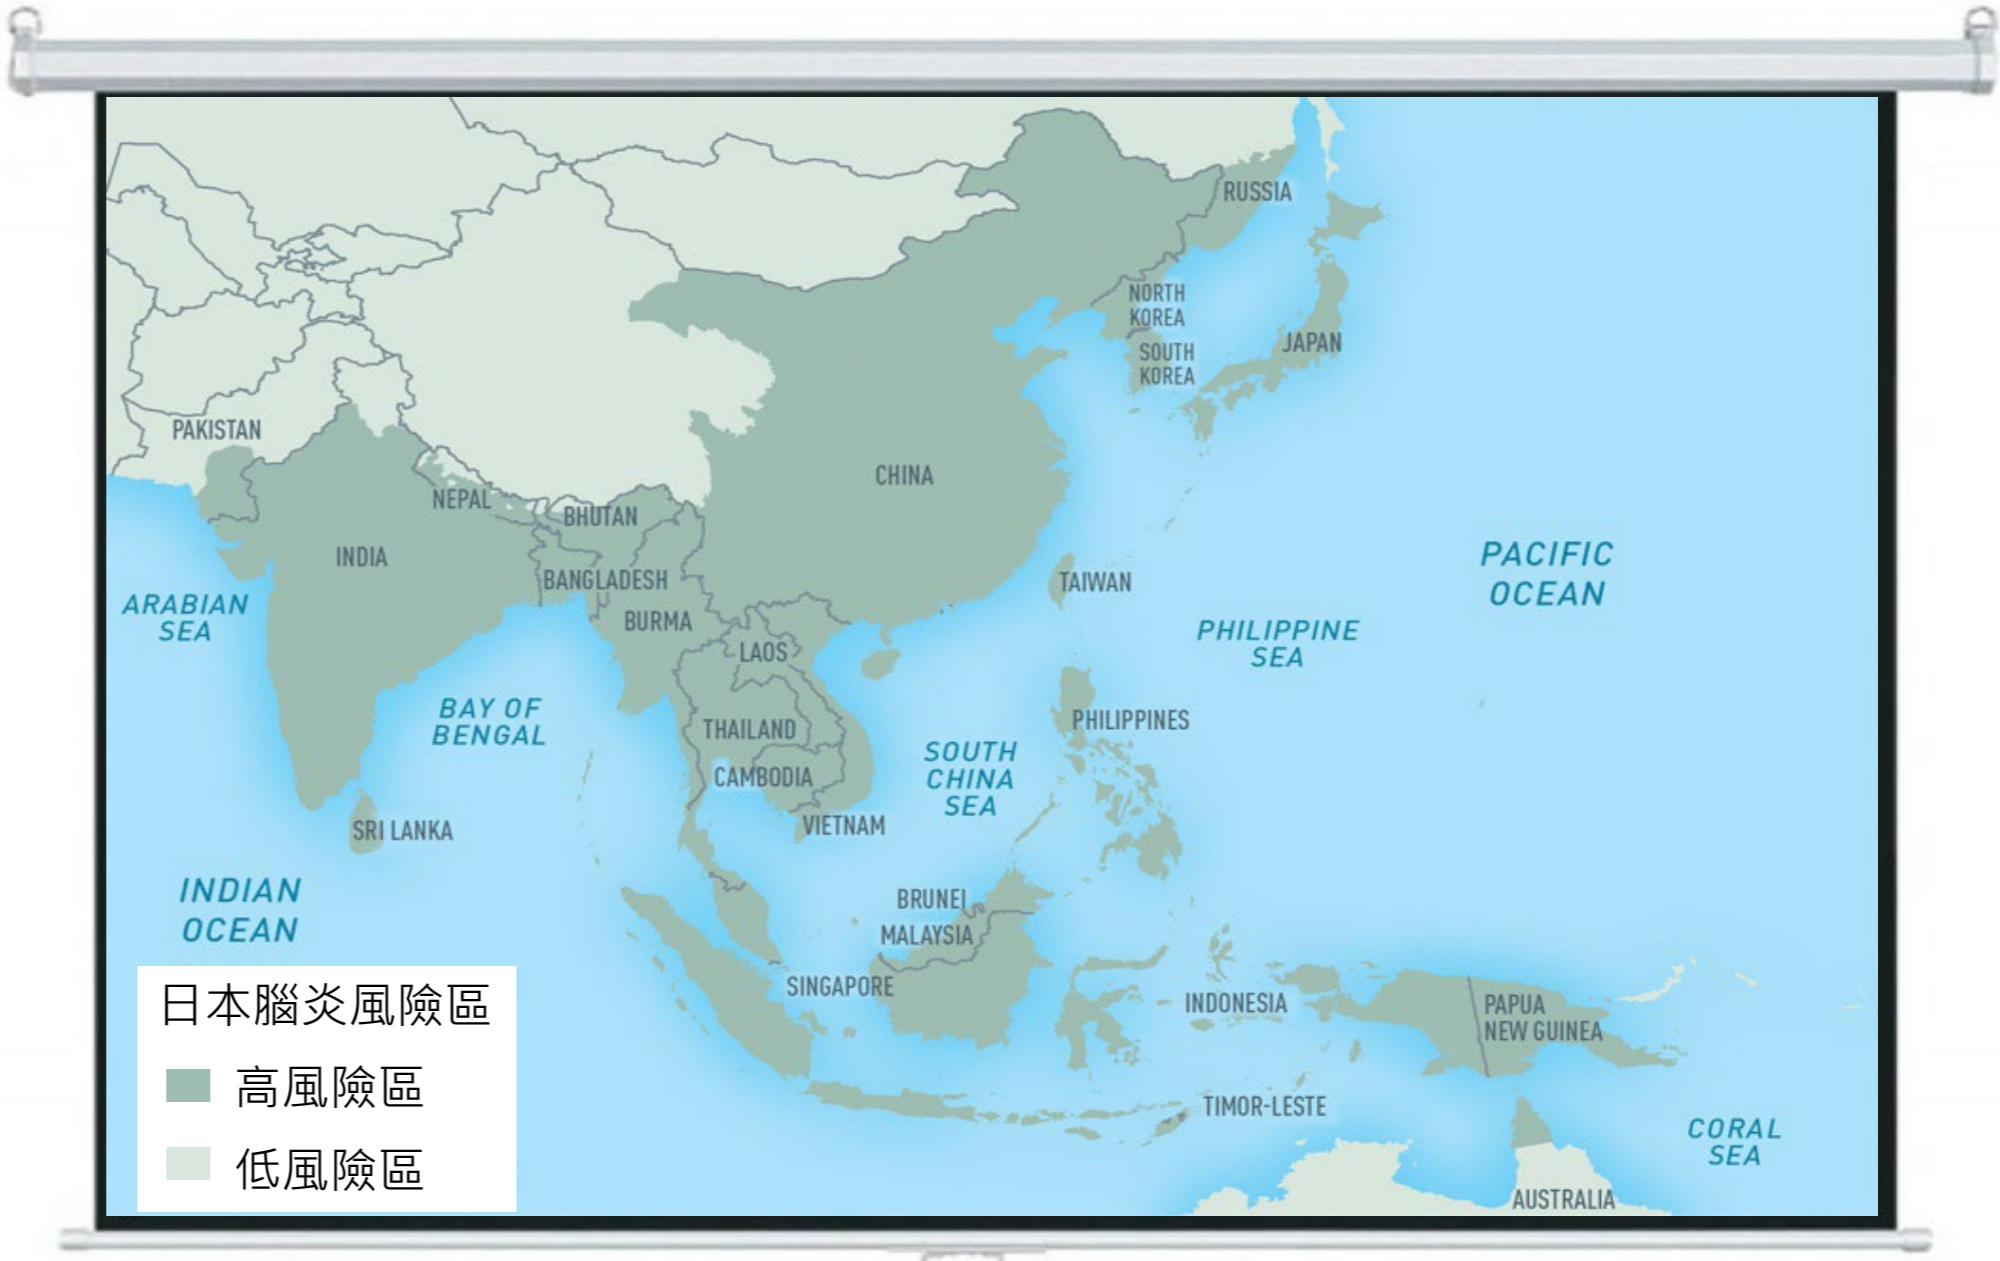 RUSSIA
NORTH
KOREA
SOUTH
KOREA
JAPAN
PAKISTAN
CHINA
NEPAL
BHUTAN
INDIA
BANGLADESH
TAIWAN
BURMA
LAOS
ARABIAN
SEA
PACIFIC
OCEAN
PHILIPPINE
SEA
BAY OF
BENGAL
THAILAND
PHILIPPINES
CAMBODIA
SOUTH
CHINA
SEA
VIETNAM
SRI LANKA
INDIAN
OCEAN
BRUNEI
MALAYSIA
SINGAPORE
INDONESIA
PAPUA
NEW GUINEA
TIMOR-LESTE
CORAL
SEA
AUSTRALIA
日本腦炎風險區
高風險區
低風險區